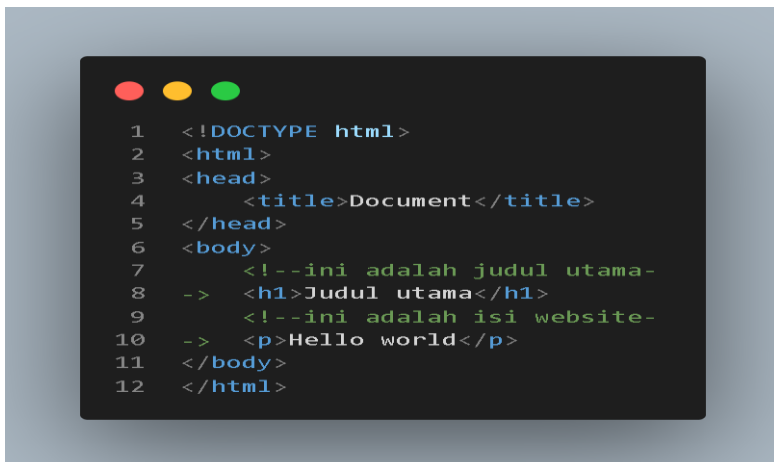 1 <!DOCTYPE html>
2 <html>
3 <head>
4     <title>Document</title>
5 </head>
6 <body>
7     <!--ini adalah judul utama-
8 ->  <h1>Judul utama</h1>
9     <!--ini adalah isi website-
10 ->  <p>Hello world</p>
11 </body>
12 </html>